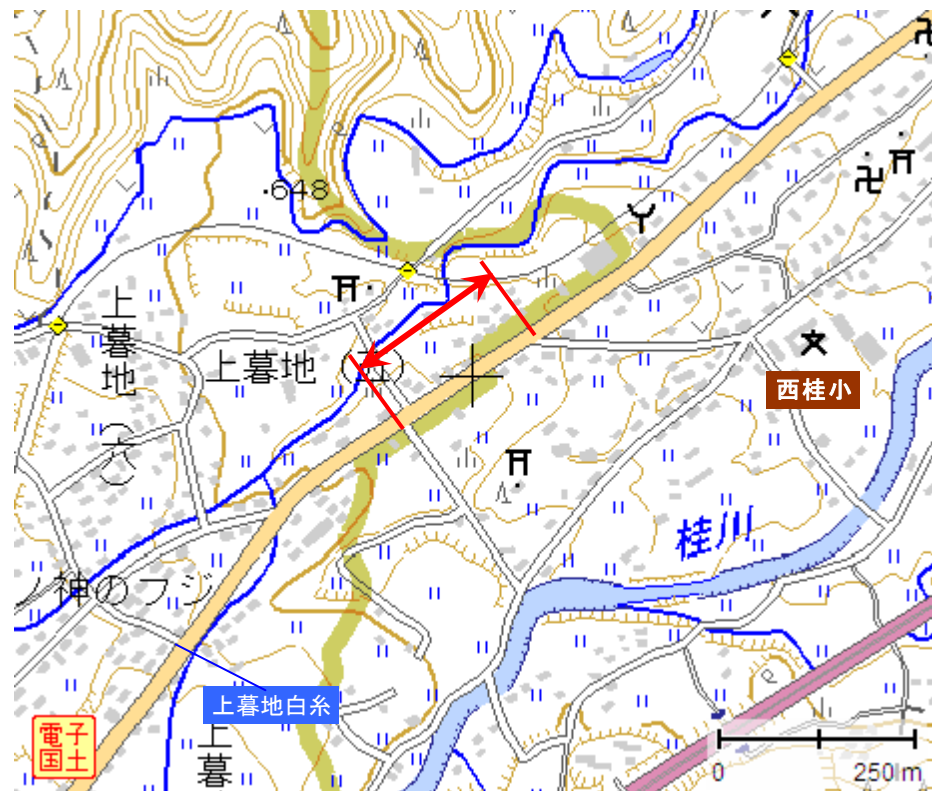 648
上暮地
(六)
上暮地
(五)
西桂小
桂川
ノ神のフジ
上暮地白糸
上暮
電子国土
0 250m